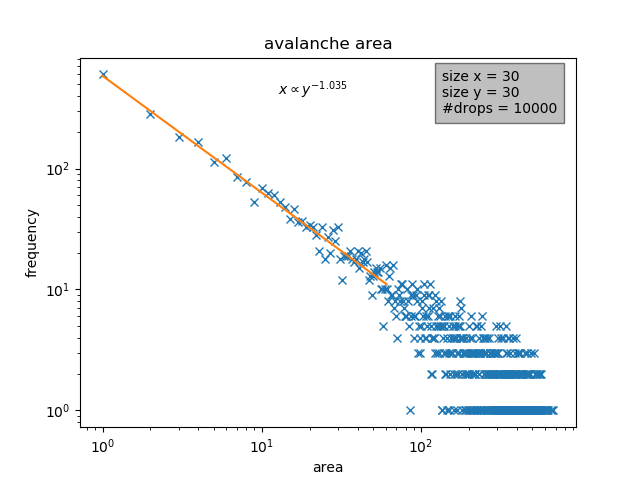 avalanche area
x ∝ y^−1.035
size x = 30
size y = 30
#drops = 10000
frequency
10^2
10^1
10^0
10^0 10^1 10^2
area